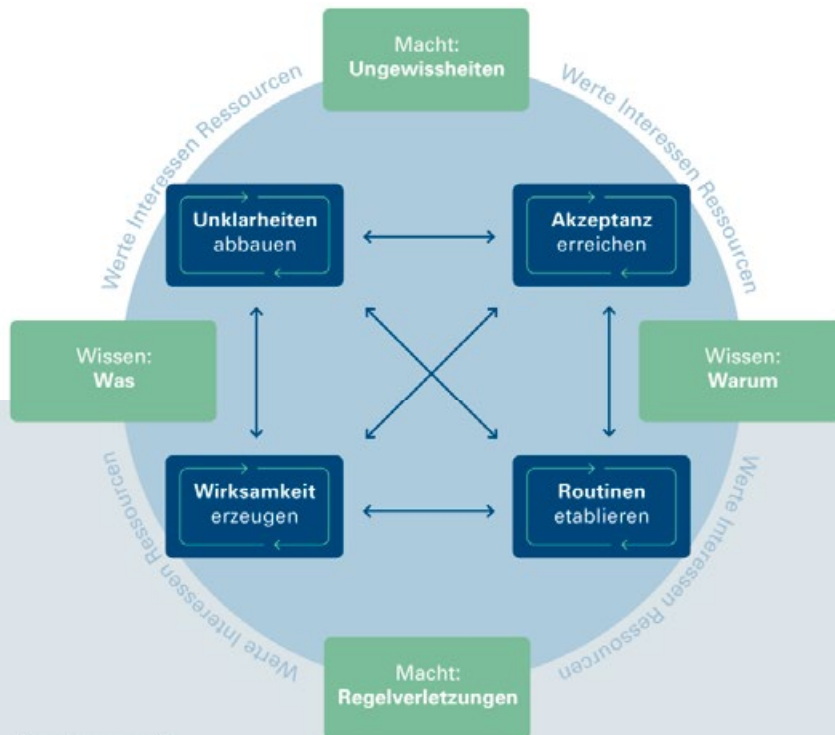 Macht:
Ungewissheiten
Werte Interessen Ressourcen
Werte Interessen Ressourcen
Unklarheiten
abbauen
Akzeptanz
erreichen
Wissen:
Was
Wissen:
Warum
Wirksamkeit
erzeugen
Routinen
etablieren
Werte Interessen Ressourcen
Werte Interessen Ressourcen
Macht:
Regelverletzungen